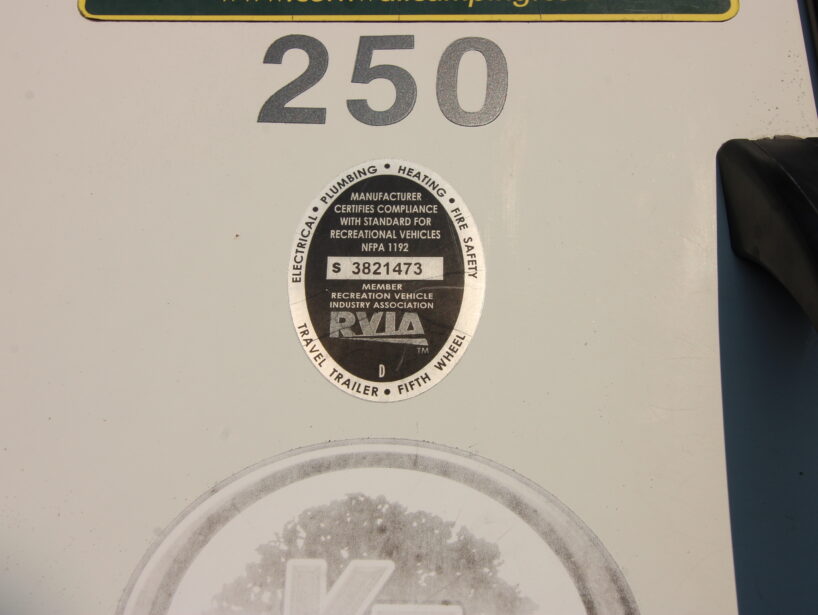 250
ELECTRICAL • PLUMBING • HEATING • FIRE SAFETY
MANUFACTURER
CERTIFIES COMPLIANCE
WITH STANDARD FOR
RECREATIONAL VEHICLES
NFPA 1192
S 3821473
MEMBER
RECREATION VEHICLE
INDUSTRY ASSOCIATION
RVIA
TM
D
TRAVEL TRAILER • FIFTH WHEEL